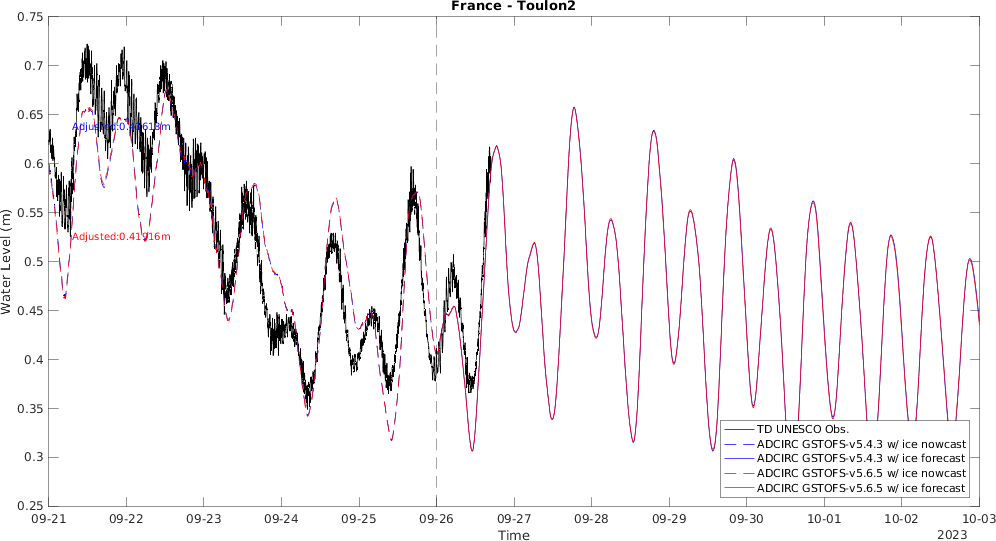 France - Toulon2
0.75
0.7
0.65
0.6
0.55
0.5
0.45
0.4
0.35
0.3
0.25
Water Level (m)
Adjusted:0.41916m
TD UNESCO Obs.
ADCIRC GSTOFS-v5.4.3 w/ ice nowcast
ADCIRC GSTOFS-v5.4.3 w/ ice forecast
ADCIRC GSTOFS-v5.6.5 w/ ice nowcast
ADCIRC GSTOFS-v5.6.5 w/ ice forecast
09-21 09-22 09-23 09-24 09-25 09-26 09-27 09-28 09-29 09-30 10-01 10-02 10-03
Time
2023